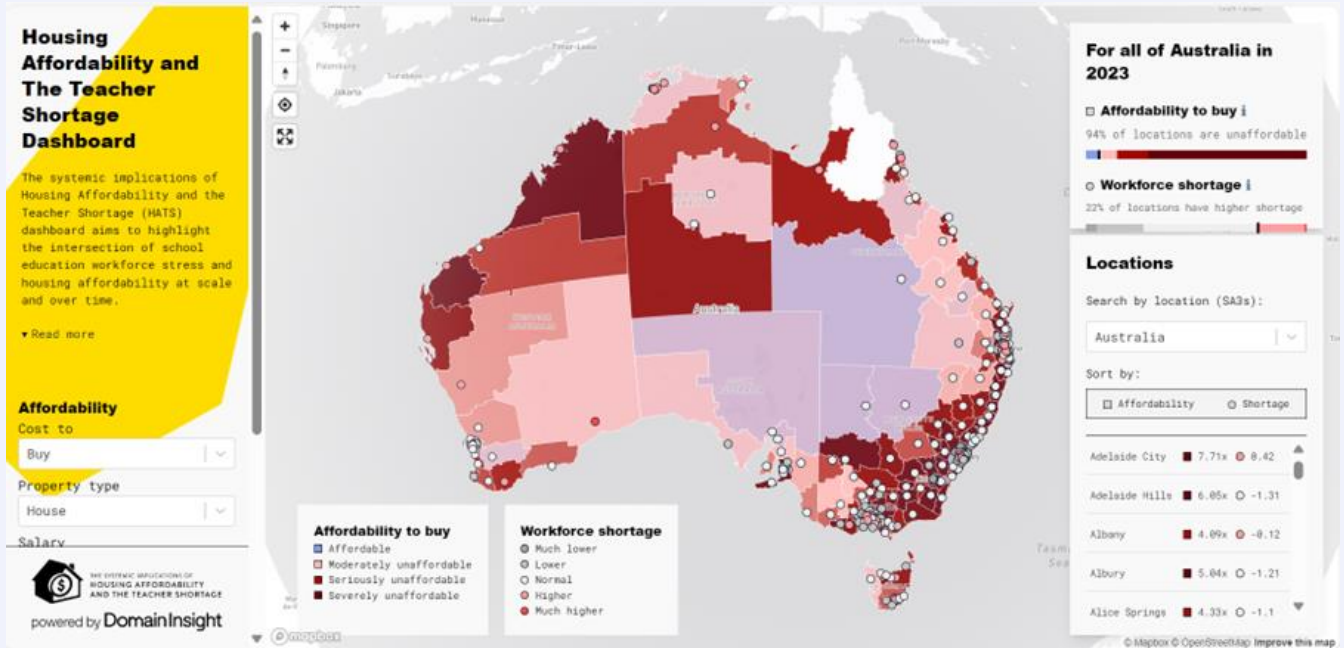 Housing
Affordability and
The Teacher
Shortage
Dashboard
The systemic implications of
Housing Affordability and the
Teacher Shortage (HATS)
dashboard aims to highlight
the intersection of school
education workforce stress and
housing affordability at scale
and over time.
▾ Read more
Affordability
Cost to
Buy
Property type
House
Salary
THE SYSTEMIC IMPLICATIONS OF
HOUSING AFFORDABILITY
AND THE TEACHER SHORTAGE
powered by DomainInsight
Singapore
Surabaya
Jakarta
Port Moresby
Australia
Affordability to buy
Affordable
Moderately unaffordable
Seriously unaffordable
Severely unaffordable
Workforce shortage
Much lower
Lower
Normal
Higher
Much higher
mapbox
For all of Australia in
2023
Affordability to buy i
94% of locations are unaffordable
Workforce shortage i
22% of locations have higher shortage
Locations
Search by location (SA3s):
Australia
Sort by:
Affordability Shortage
Adelaide City 7.71x 0.42
Adelaide Hills 6.05x -1.31
Albany 4.09x -0.12
Albury 5.04x -1.21
Alice Springs 4.33x -1.1
© Mapbox © OpenStreetMap Improve this map